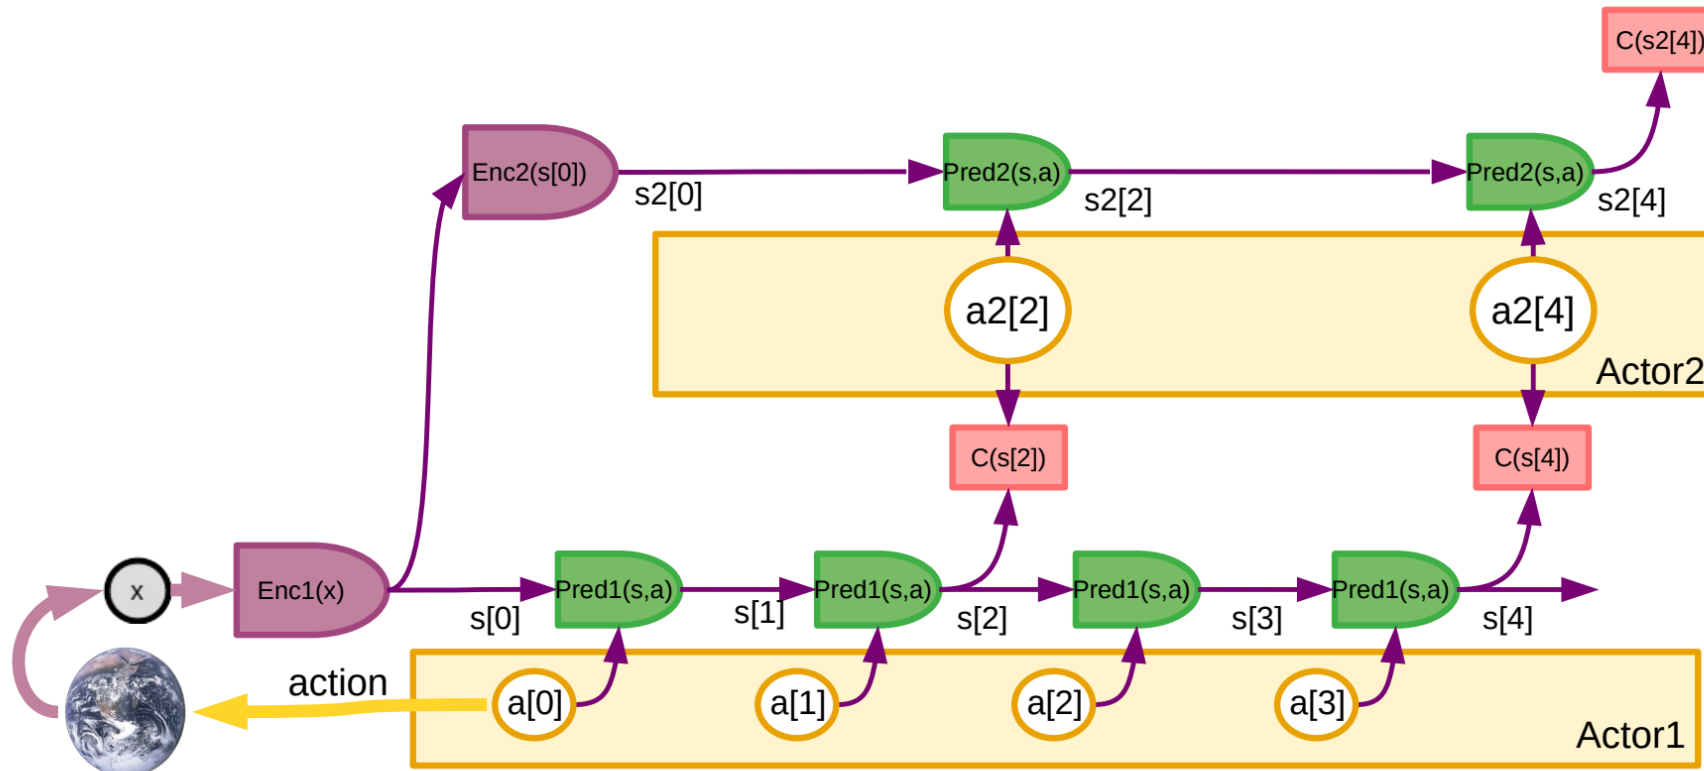 C(s2[4])
Enc2(s[0])
Pred2(s,a)
Pred2(s,a)
s2[0]
s2[2]
s2[4]
a2[2]
a2[4]
Actor2
C(s[2])
C(s[4])
x
Enc1(x)
Pred1(s,a)
Pred1(s,a)
Pred1(s,a)
Pred1(s,a)
s[0]
s[1]
s[2]
s[3]
s[4]
action
a[0]
a[1]
a[2]
a[3]
Actor1